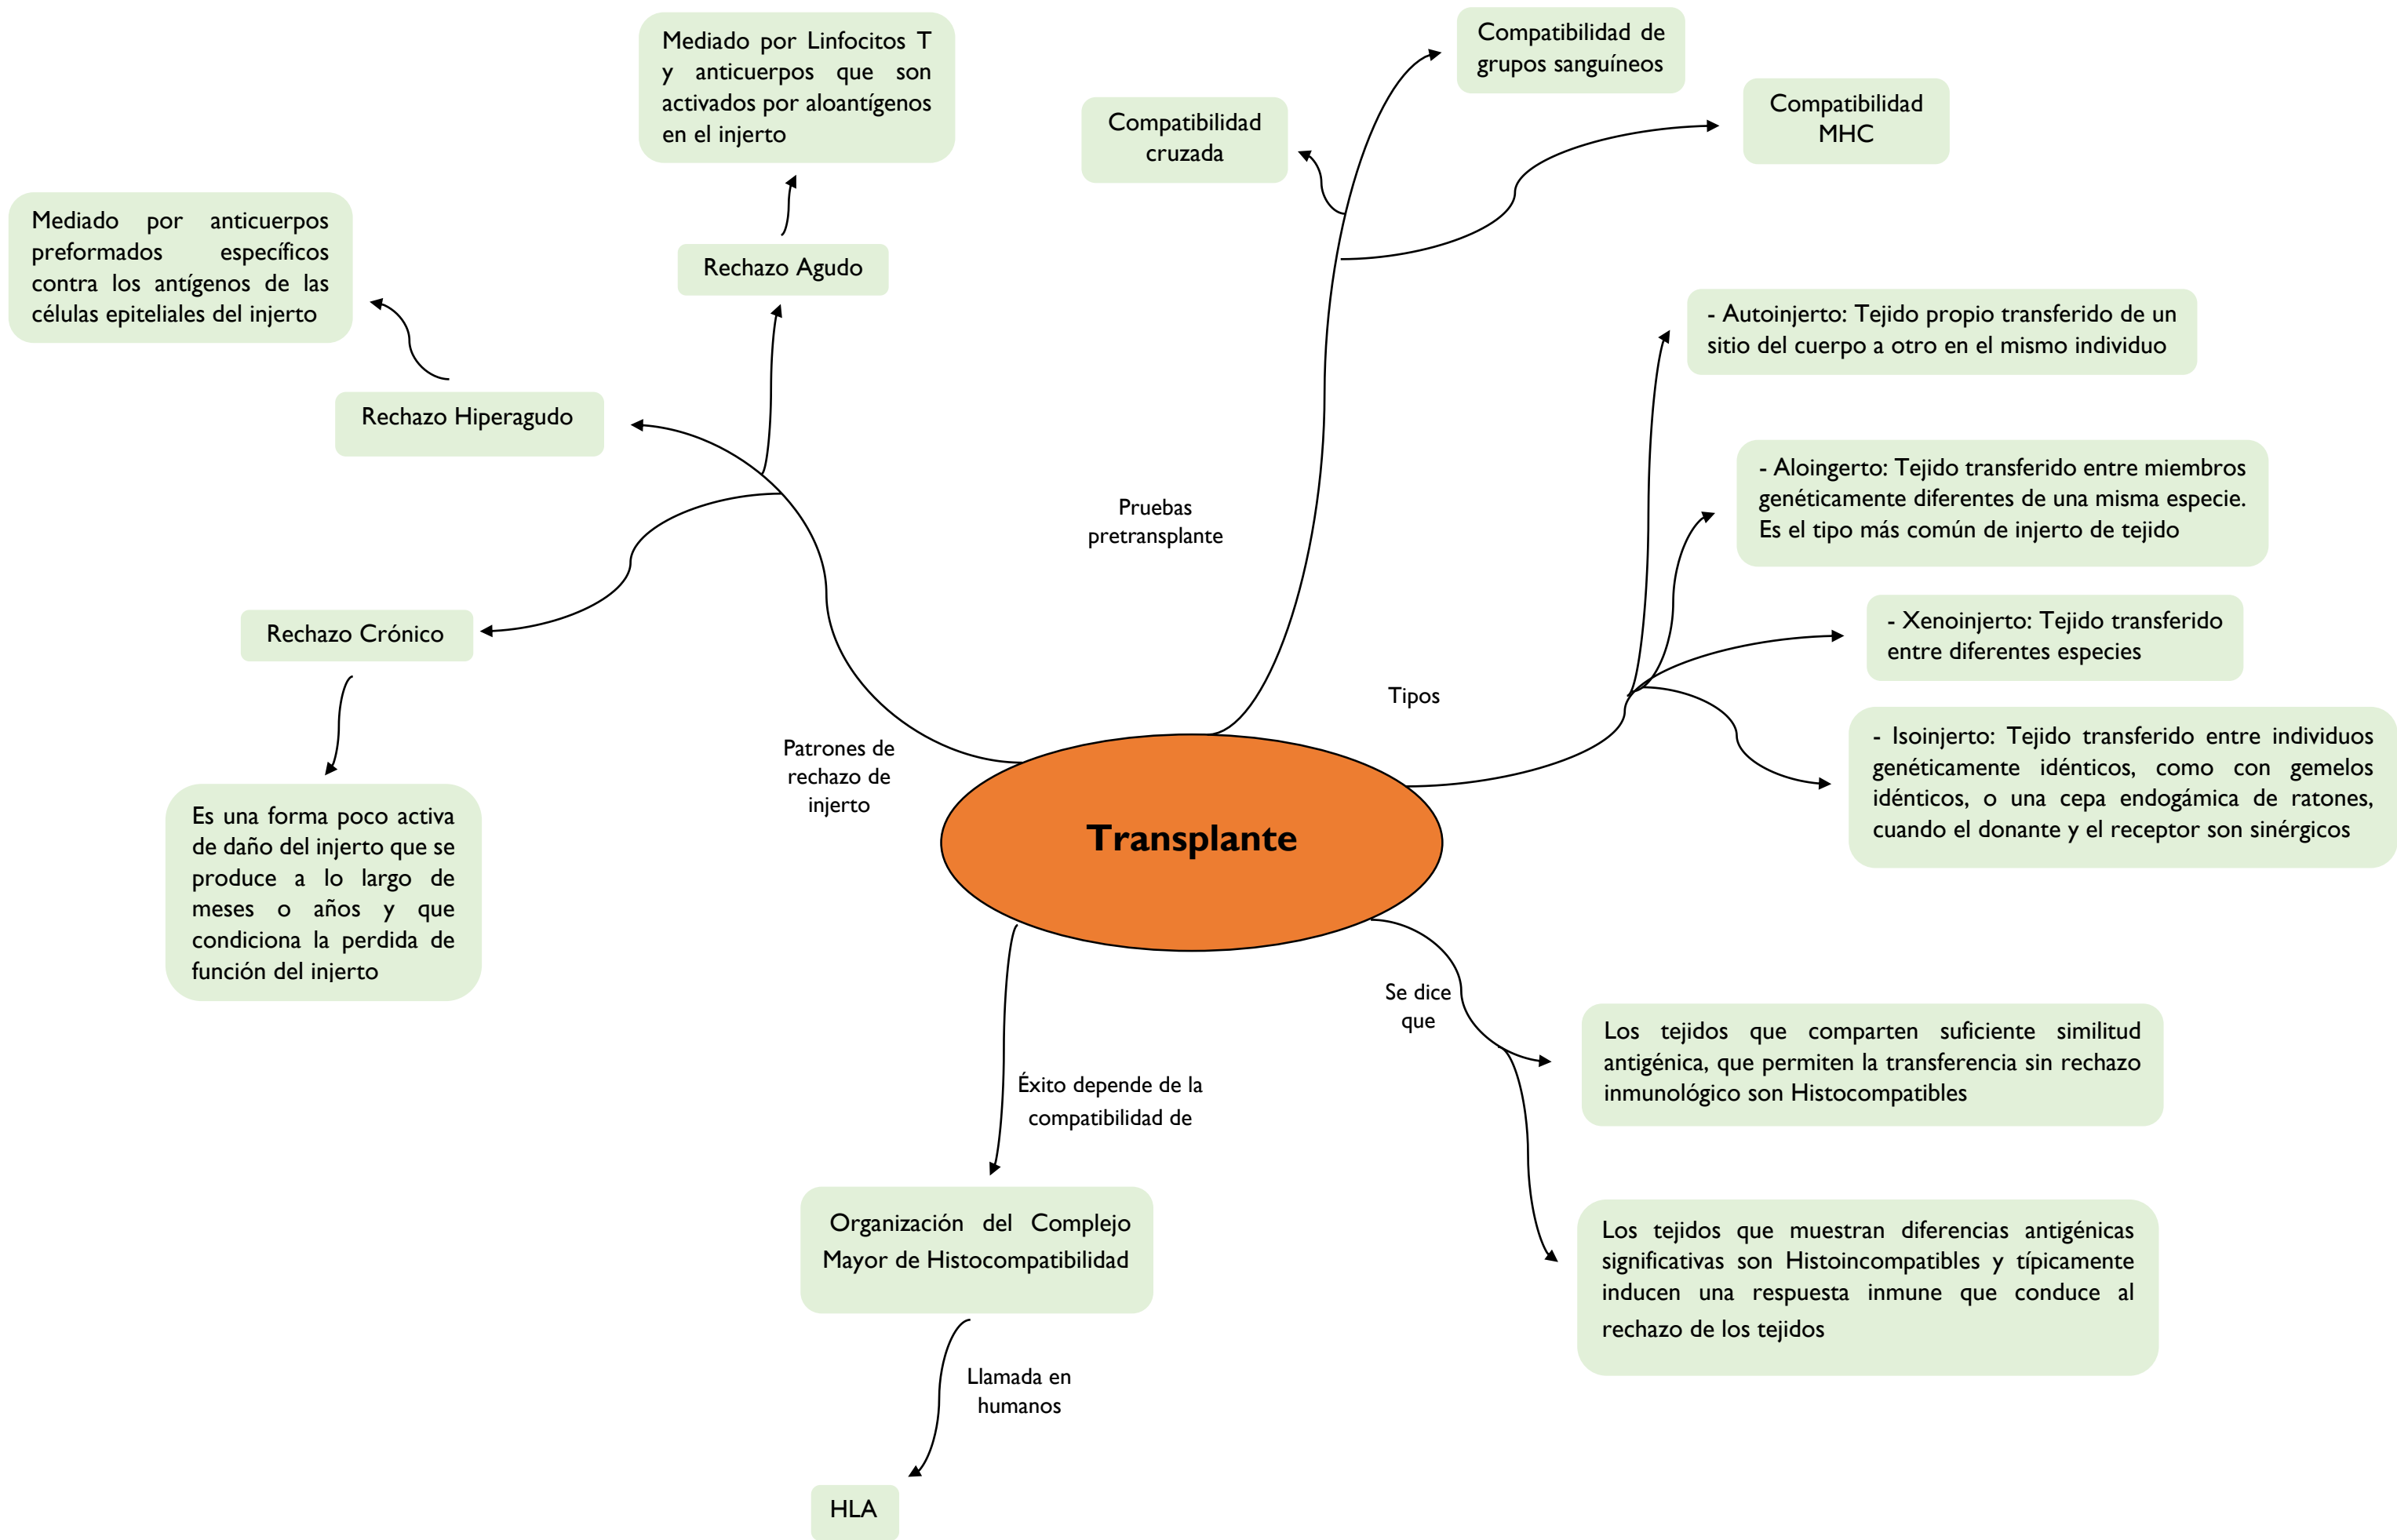 Mediado por Linfocitos T
y anticuerpos que son
activados por aloantígenos
en el injerto
Compatibilidad de
grupos sanguíneos
Compatibilidad
MHC
Compatibilidad
cruzada
Mediado por anticuerpos
preformados específicos
contra los antígenos de las
células epiteliales del injerto
Rechazo Agudo
- Autoinjerto: Tejido propio transferido de un
sitio del cuerpo a otro en el mismo individuo
Rechazo Hiperagudo
- Aloingerto: Tejido transferido entre miembros
genéticamente diferentes de una misma especie.
Es el tipo más común de injerto de tejido
Pruebas
pretransplante
Rechazo Crónico
- Xenoinjerto: Tejido transferido
entre diferentes especies
Tipos
Patrones de
rechazo de
injerto
- Isoinjerto: Tejido transferido entre individuos
genéticamente idénticos, como con gemelos
idénticos, o una cepa endogámica de ratones,
cuando el donante y el receptor son sinérgicos
Transplante
Es una forma poco activa
de daño del injerto que se
produce a lo largo de
meses o años y que
condiciona la perdida de
función del injerto
Se dice
que
Los tejidos que comparten suficiente similitud
antigénica, que permiten la transferencia sin rechazo
inmunológico son Histocompatibles
Éxito depende de la
compatibilidad de
Organización del Complejo
Mayor de Histocompatibilidad
Los tejidos que muestran diferencias antigénicas
significativas son Histoincompatibles y típicamente
inducen una respuesta inmune que conduce al
rechazo de los tejidos
Llamada en
humanos
HLA